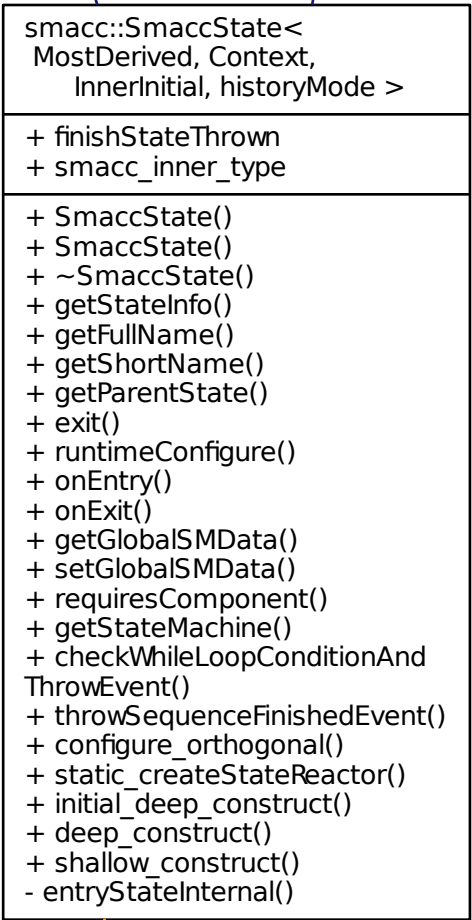 smacc::SmaccState<
MostDerived, Context,
InnerInitial, historyMode >
+ finishStateThrown
+ smacc_inner_type
+ SmaccState()
+ SmaccState()
+ ~SmaccState()
+ getStateInfo()
+ getFullName()
+ getShortName()
+ getParentState()
+ exit()
+ runtimeConfigure()
+ onEntry()
+ onExit()
+ getGlobalSMData()
+ setGlobalSMData()
+ requiresComponent()
+ getStateMachine()
+ checkWhileLoopConditionAnd
ThrowEvent()
+ throwSequenceFinishedEvent()
+ configure_orthogonal()
+ static_createStateReactor()
+ initial_deep_construct()
+ deep_construct()
+ shallow_construct()
- entryStateInternal()